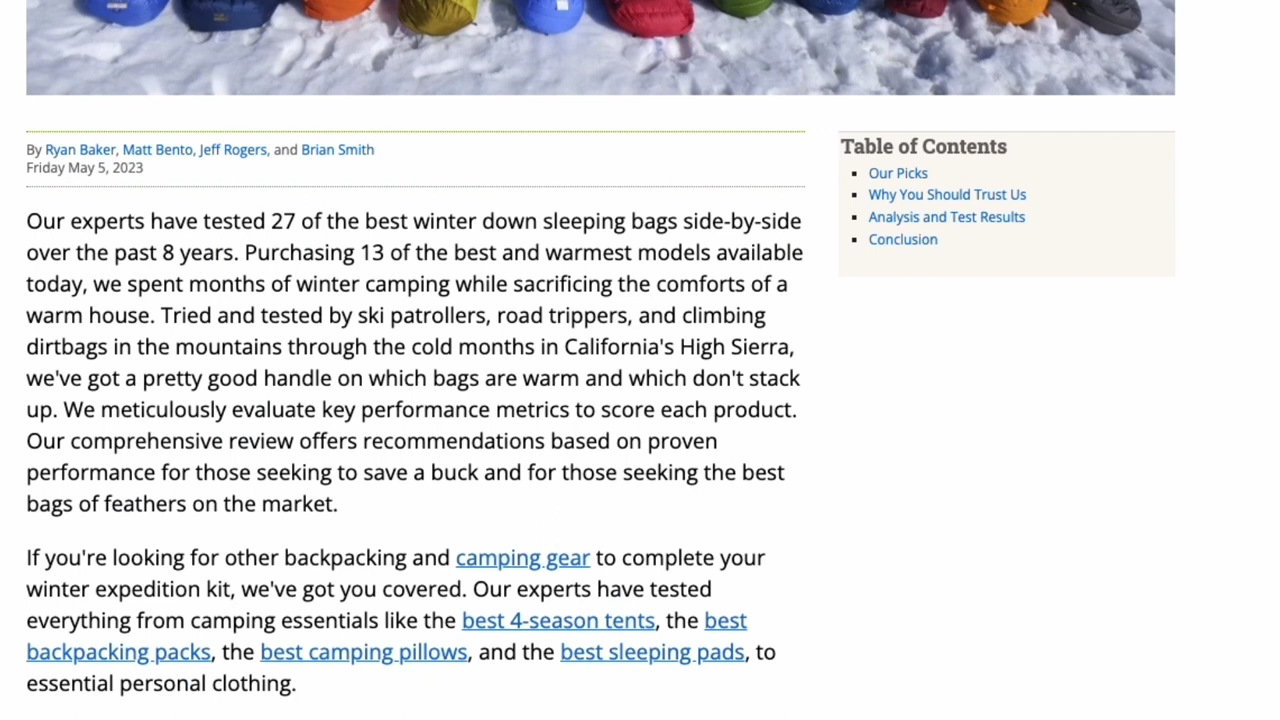 By Ryan Baker, Matt Bento, Jeff Rogers, and Brian Smith
Friday May 5, 2023
Our experts have tested 27 of the best winter down sleeping bags side-by-side
over the past 8 years. Purchasing 13 of the best and warmest models available
today, we spent months of winter camping while sacrificing the comforts of a
warm house. Tried and tested by ski patrollers, road trippers, and climbing
dirtbags in the mountains through the cold months in California's High Sierra,
we've got a pretty good handle on which bags are warm and which don't stack
up. We meticulously evaluate key performance metrics to score each product.
Our comprehensive review offers recommendations based on proven
performance for those seeking to save a buck and for those seeking the best
bags of feathers on the market.
If you're looking for other backpacking and camping gear to complete your
winter expedition kit, we've got you covered. Our experts have tested
everything from camping essentials like the best 4-season tents, the best
backpacking packs, the best camping pillows, and the best sleeping pads, to
essential personal clothing.
Table of Contents
Our Picks
Why You Should Trust Us
Analysis and Test Results
Conclusion